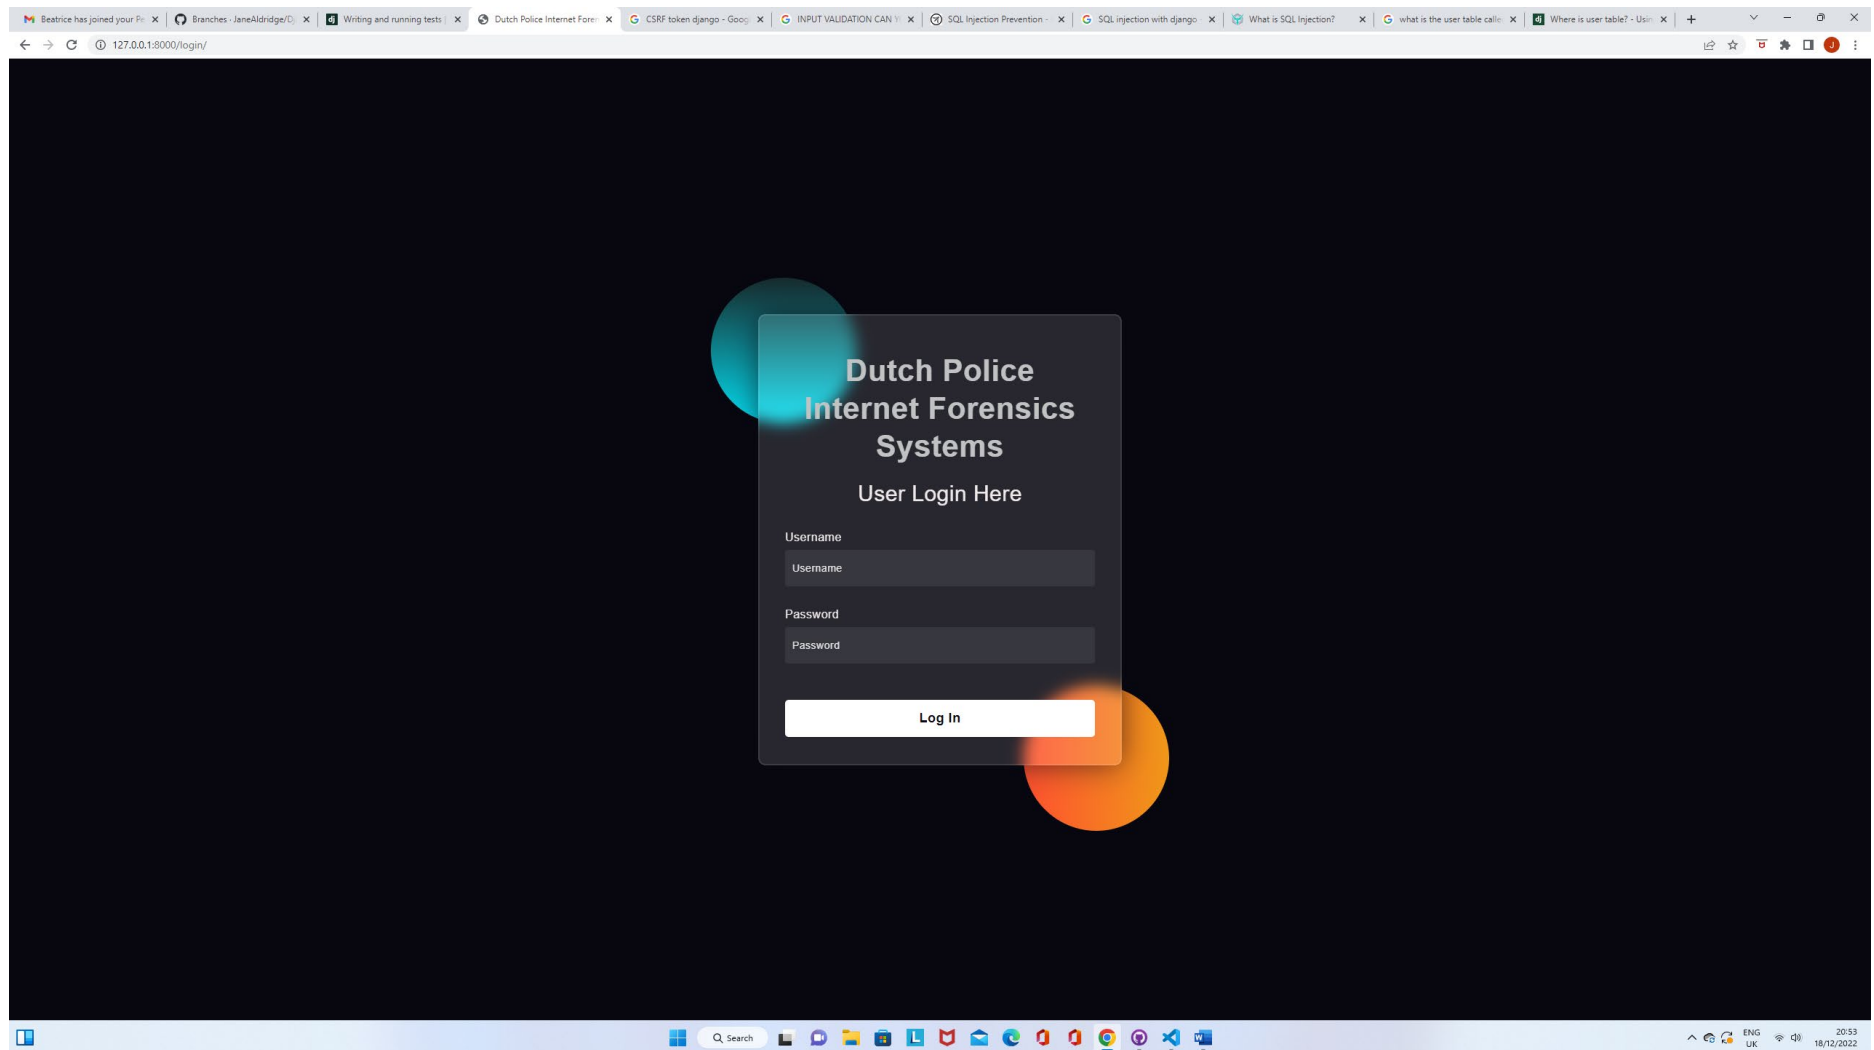 Beatrice has joined your Pe
Branches · JaneAldridge/Dj
Writing and running tests |
Dutch Police Internet Foren
CSRF token django - Goog
INPUT VALIDATION CAN Y
SQL Injection Prevention -
SQL injection with django -
What is SQL Injection?
what is the user table calle
Where is user table? - Usin
127.0.0.1:8000/login/
J
Dutch Police
Internet Forensics
Systems
User Login Here
Username
Username
Password
Password
Log In
Search
ENG
UK
20:53
18/12/2022